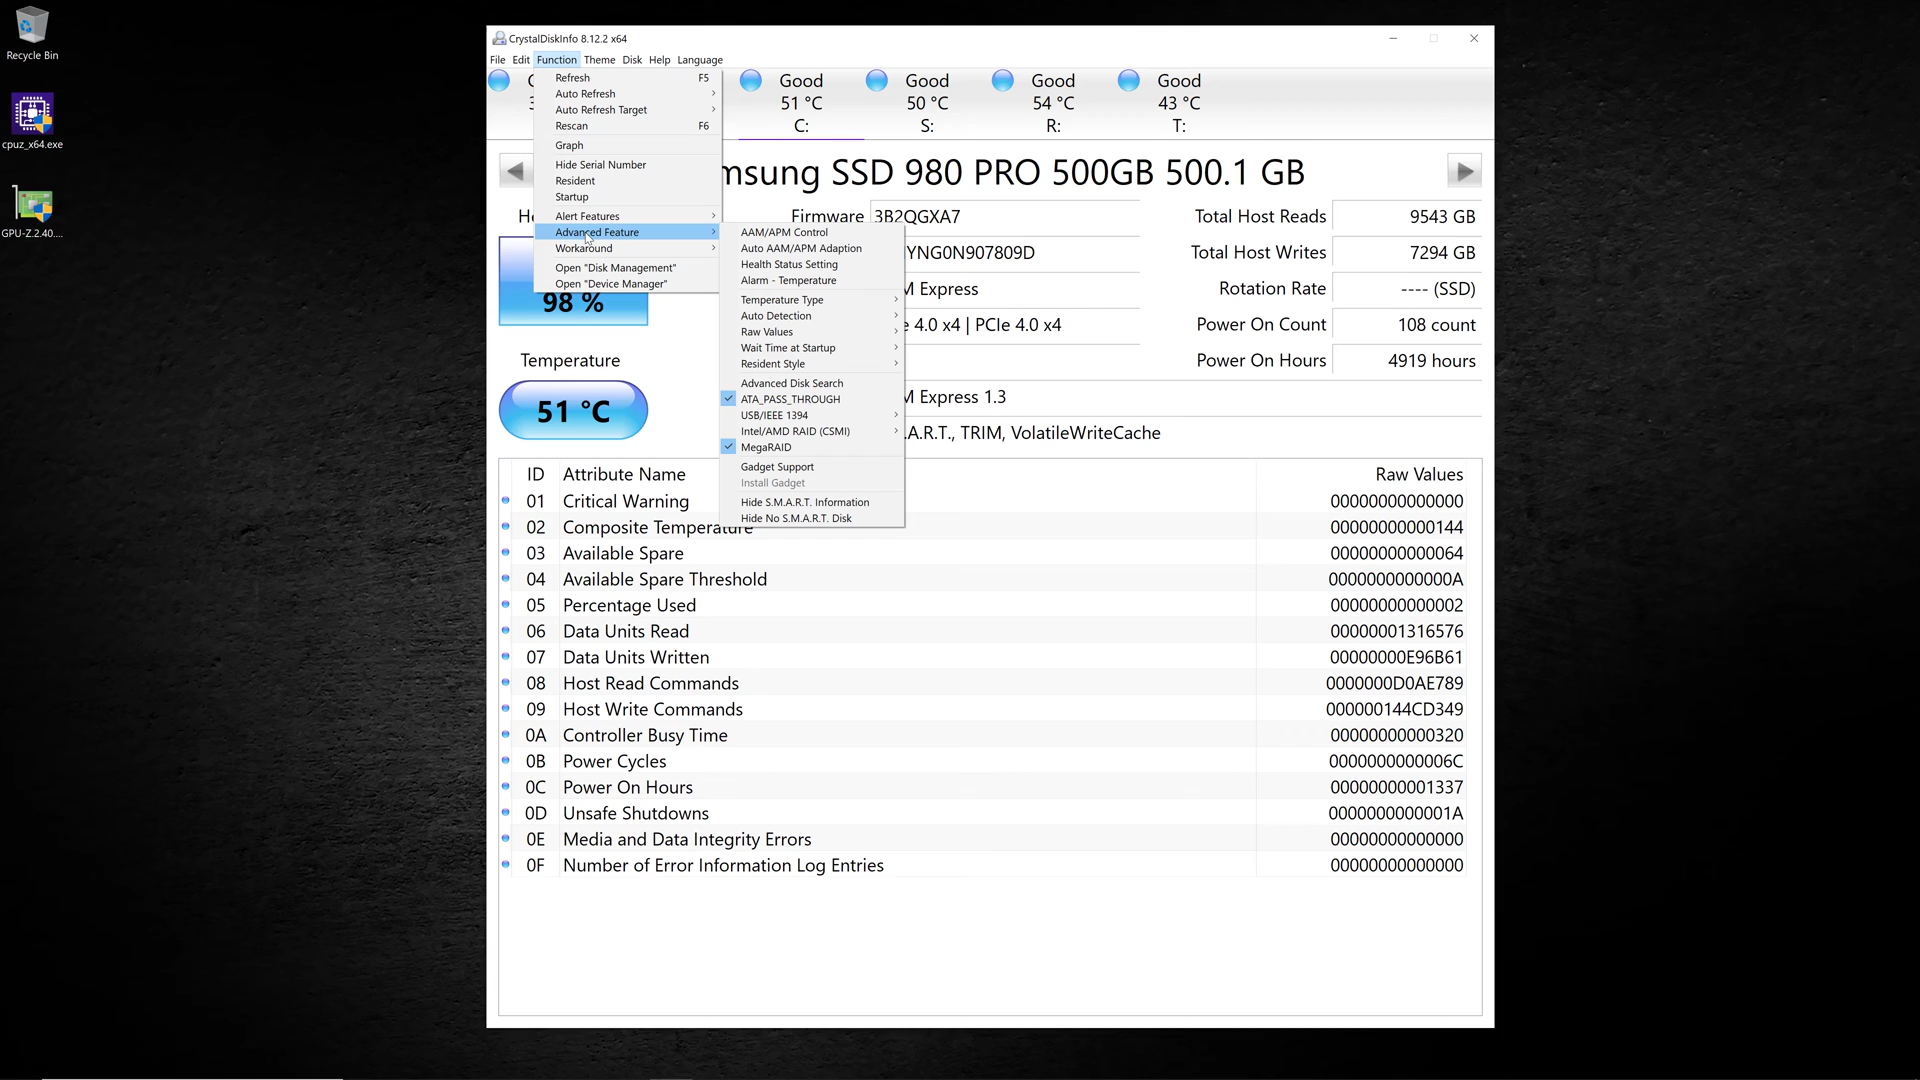 Recycle Bin
cpuz_x64.exe
GPU-Z.2.40....
CrystalDiskInfo 8.12.2 x64
File Edit Function Theme Disk Help Language
Good Good Good Good
51 °C 50 °C 54 °C 43 °C
C: S: R: T:
Refresh F5
Auto Refresh
Auto Refresh Target
Rescan F6
Graph
Hide Serial Number
Resident
Startup
Alert Features
Advanced Feature
Workaround
Open "Disk Management"
Open "Device Manager"
AAM/APM Control
Auto AAM/APM Adaption
Health Status Setting
Alarm - Temperature
Temperature Type
Auto Detection
Raw Values
Wait Time at Startup
Resident Style
Advanced Disk Search
ATA_PASS_THROUGH
USB/IEEE 1394
Intel/AMD RAID (CSMI)
MegaRAID
Gadget Support
Install Gadget
Hide S.M.A.R.T. Information
Hide No S.M.A.R.T. Disk
msung SSD 980 PRO 500GB 500.1 GB
98 %
Temperature
51 °C
Firmware 3B2QGXA7
YNG0N907809D
M Express
e 4.0 x4 | PCIe 4.0 x4
M Express 1.3
.A.R.T., TRIM, VolatileWriteCache
Total Host Reads 9543 GB
Total Host Writes 7294 GB
Rotation Rate ---- (SSD)
Power On Count 108 count
Power On Hours 4919 hours
ID Attribute Name Raw Values
01 Critical Warning 00000000000000
02 Composite Temperature 00000000000144
03 Available Spare 00000000000064
04 Available Spare Threshold 0000000000000A
05 Percentage Used 00000000000002
06 Data Units Read 00000001316576
07 Data Units Written 00000000E96B61
08 Host Read Commands 0000000D0AE789
09 Host Write Commands 000000144CD349
0A Controller Busy Time 00000000000320
0B Power Cycles 0000000000006C
0C Power On Hours 00000000001337
0D Unsafe Shutdowns 0000000000001A
0E Media and Data Integrity Errors 00000000000000
0F Number of Error Information Log Entries 00000000000000